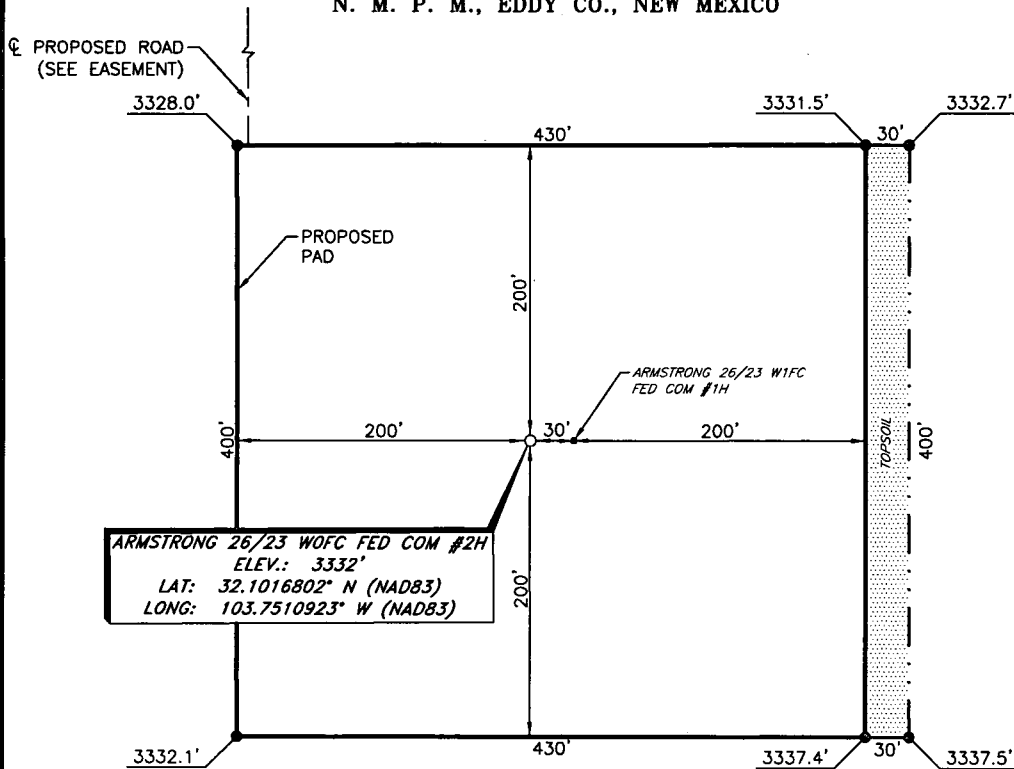 N. M. P. M., EDDY CO., NEW MEXICO
℄ PROPOSED ROAD
(SEE EASEMENT)
3328.0'
3331.5'
3332.7'
430'
30'
PROPOSED
PAD
200'
ARMSTRONG 26/23 W1FC
FED COM #1H
400'
200'
30'
200'
TOPSOIL
400'
ARMSTRONG 26/23 W0FC FED COM #2H
ELEV.: 3332'
LAT: 32.1016802° N (NAD83)
LONG: 103.7510923° W (NAD83)
200'
3332.1'
430'
3337.4'
30'
3337.5'